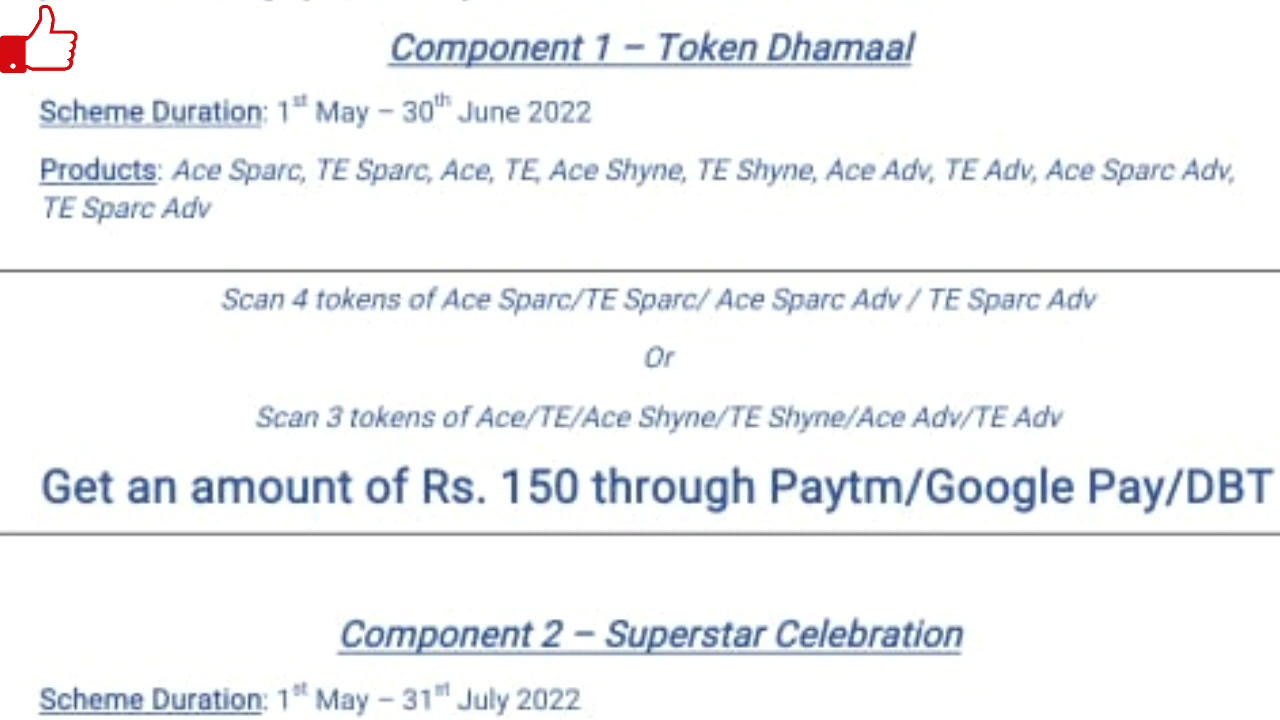 Component 1 – Token Dhamaal
Scheme Duration: 1st May – 30th June 2022
Products: Ace Sparc, TE Sparc, Ace, TE, Ace Shyne, TE Shyne, Ace Adv, TE Adv, Ace Sparc Adv,
TE Sparc Adv
Scan 4 tokens of Ace Sparc/TE Sparc/ Ace Sparc Adv / TE Sparc Adv
Or
Scan 3 tokens of Ace/TE/Ace Shyne/TE Shyne/Ace Adv/TE Adv
Get an amount of Rs. 150 through Paytm/Google Pay/DBT
Component 2 – Superstar Celebration
Scheme Duration: 1st May – 31st July 2022